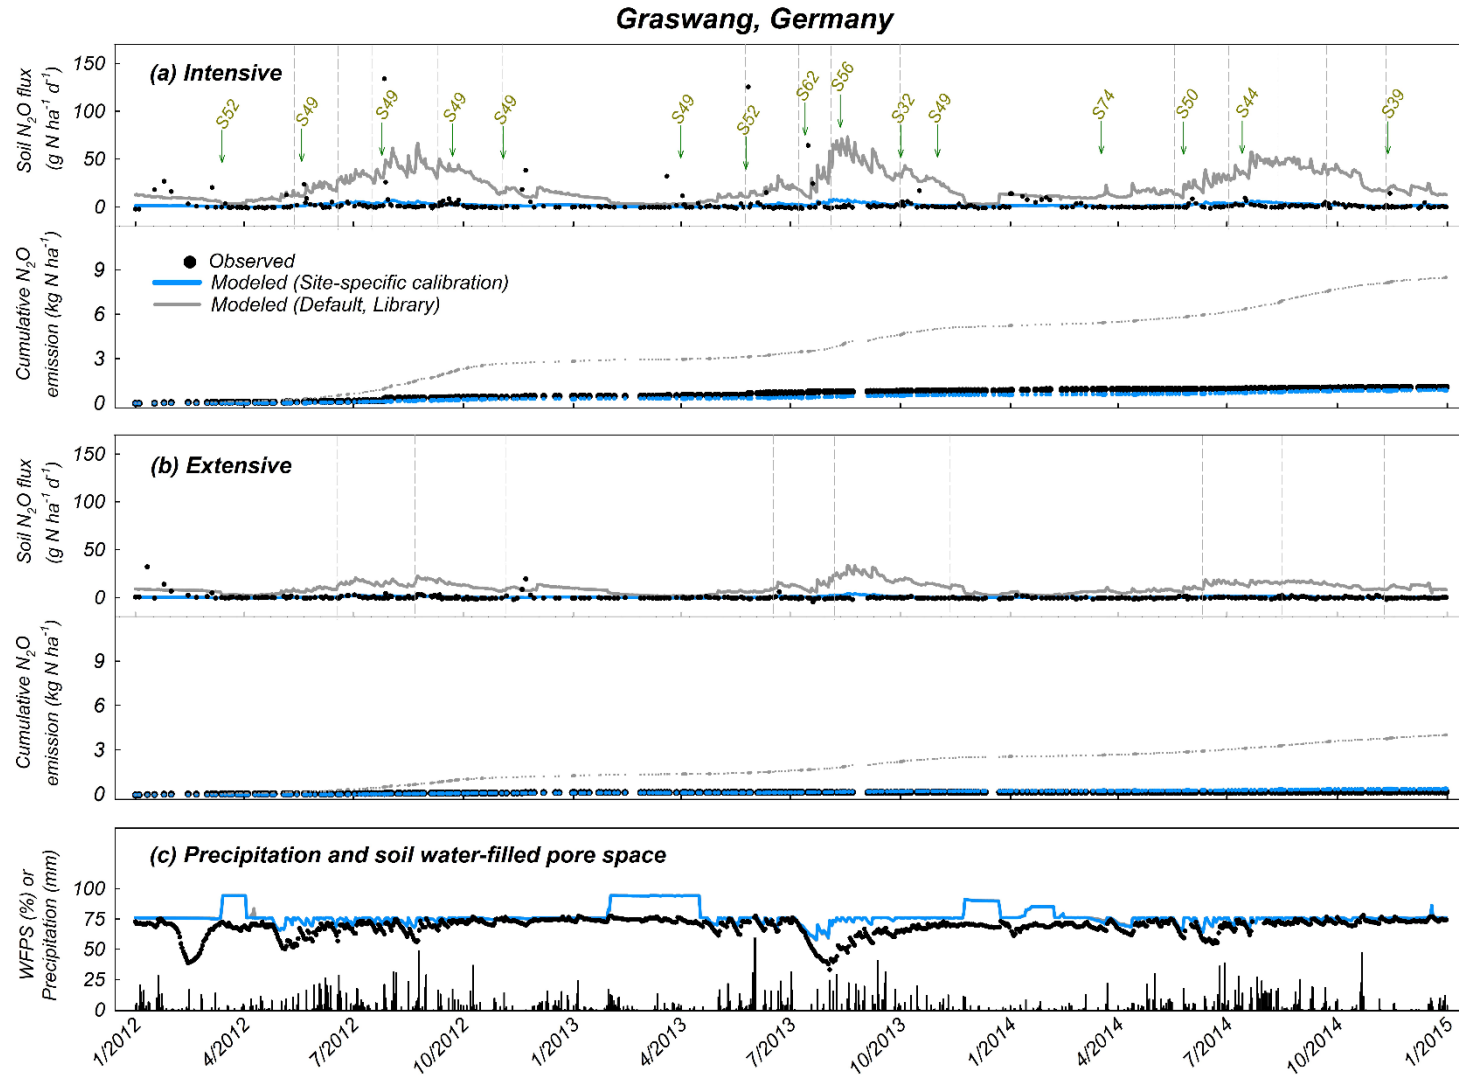 Graswang, Germany
(a) Intensive
Soil N₂O flux
(g N ha⁻¹ d⁻¹)
150
100
50
0
S52
S49
S49
S49
S49
S49
S52
S62
S56
S32
S49
S74
S50
S44
S39
Cumulative N₂O
emission (kg N ha⁻¹)
9
6
3
0
Observed
Modeled (Site-specific calibration)
Modeled (Default, Library)
(b) Extensive
Soil N₂O flux
(g N ha⁻¹ d⁻¹)
150
100
50
0
Cumulative N₂O
emission (kg N ha⁻¹)
9
6
3
0
(c) Precipitation and soil water-filled pore space
WFPS (%) or
Precipitation (mm)
100
75
50
25
0
1/2012
4/2012
7/2012
10/2012
1/2013
4/2013
7/2013
10/2013
1/2014
4/2014
7/2014
10/2014
1/2015